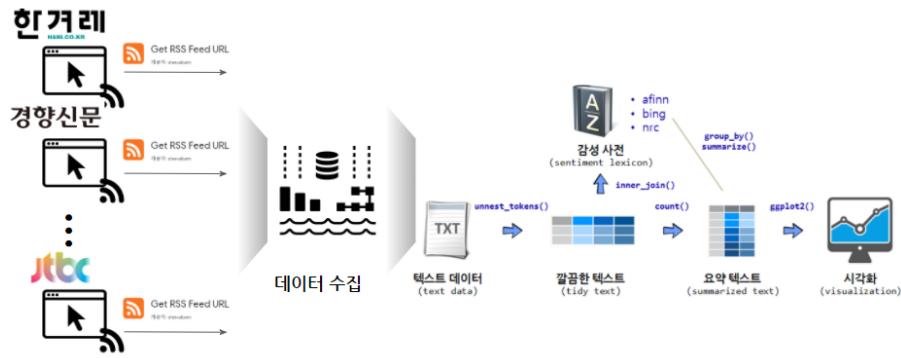 한겨레
HANI.CO.KR
Get RSS Feed URL
경향신문
Get RSS Feed URL
jtbc
Get RSS Feed URL
데이터 수집
TXT
텍스트 데이터
(text data)
unnest_tokens()
깔끔한 텍스트
(tidy text)
inner_join()
A
Z
감성 사전
(sentiment lexicon)
• afinn
• bing
• nrc
group_by()
summarize()
count()
요약 텍스트
(summarized text)
ggplot2()
시각화
(visualization)